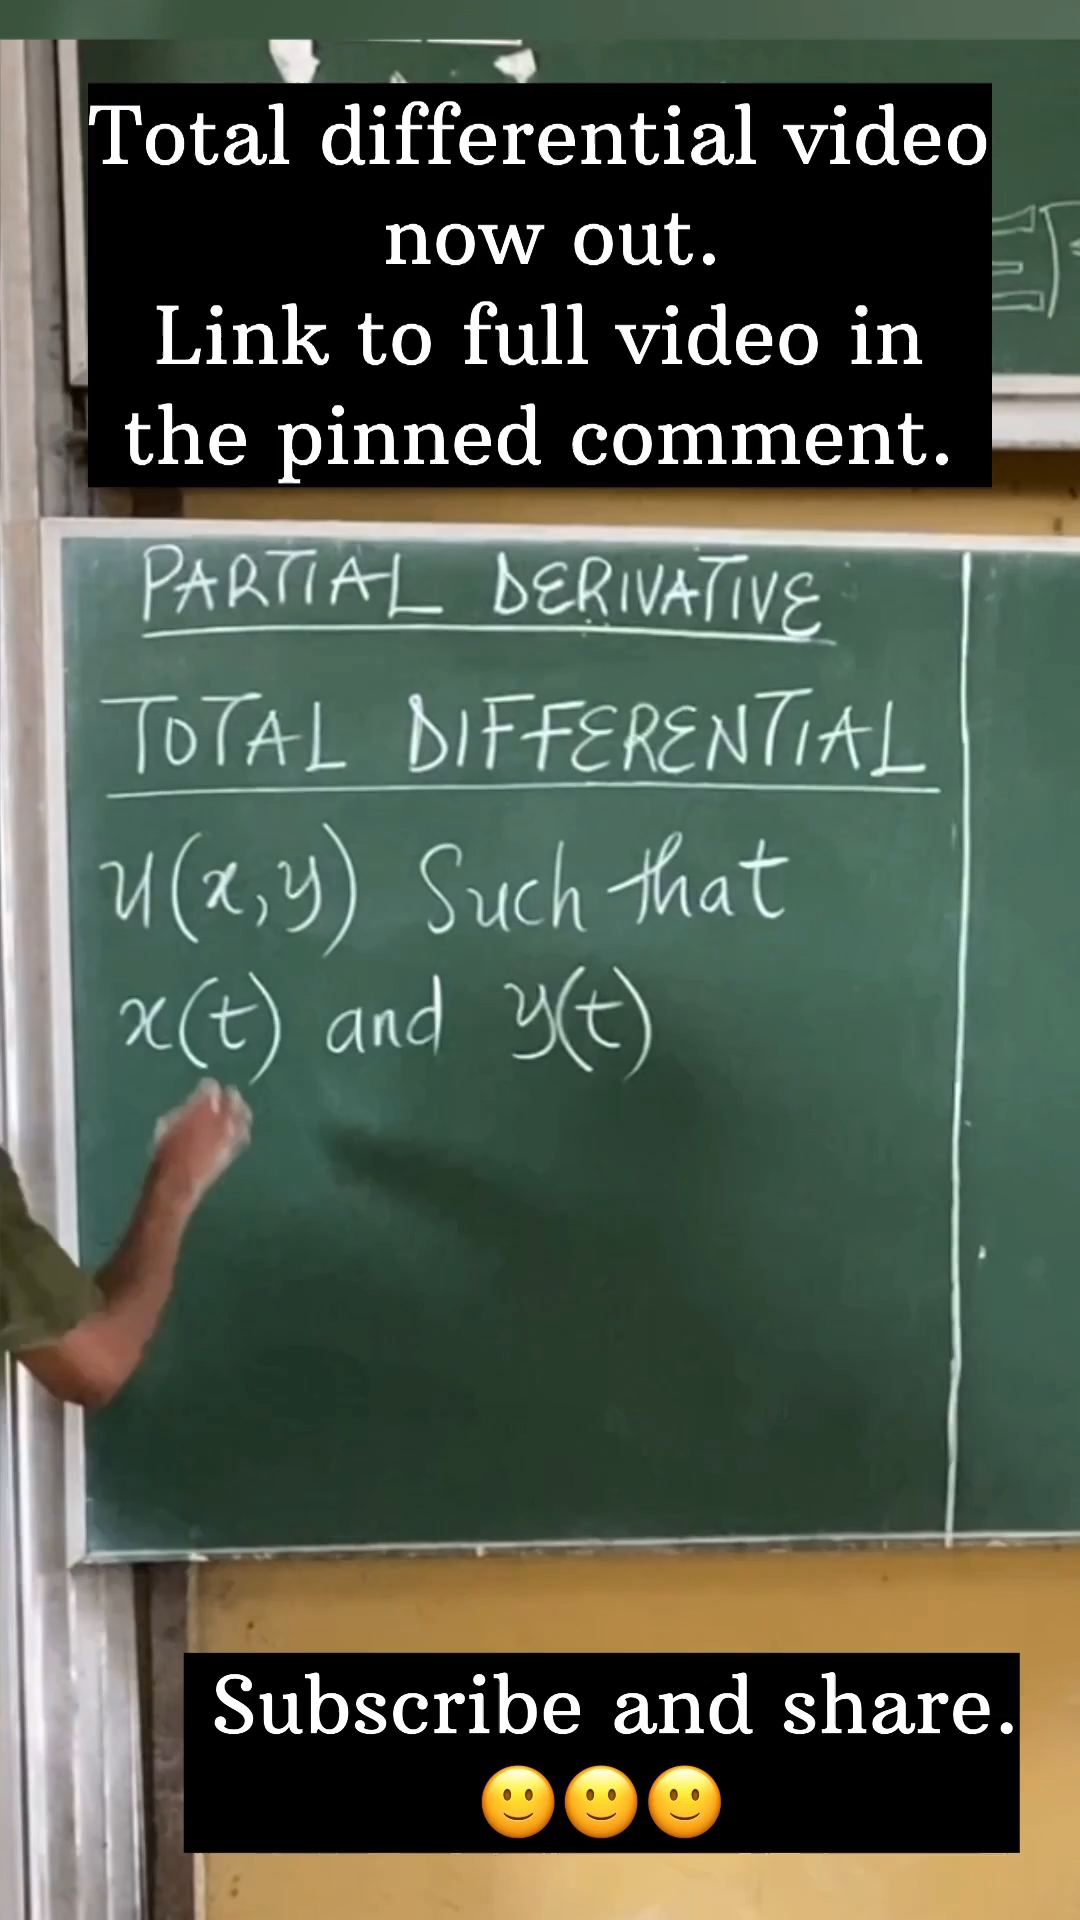 Total differential video
now out.
Link to full video in
the pinned comment.
PARTIAL DERIVATIVE
TOTAL DIFFERENTIAL
u(x,y) Such that
x(t) and y(t)
Subscribe and share.
🙂🙂🙂